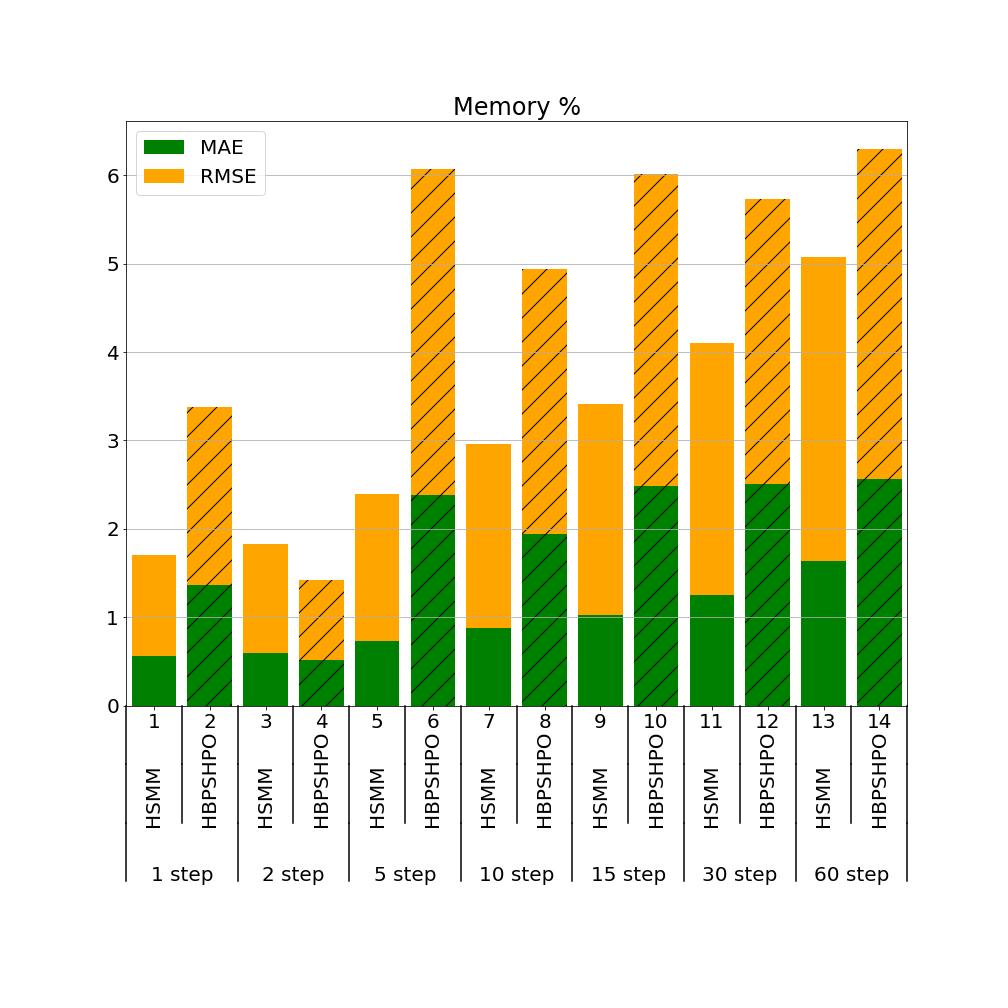 Memory %
MAE
RMSE
6
5
4
3
2
1
0
1 2 3 4 5 6 7 8 9 10 11 12 13 14
HSMM HBPSHPO HSMM HBPSHPO HSMM HBPSHPO HSMM HBPSHPO HSMM HBPSHPO HSMM HBPSHPO HSMM HBPSHPO
1 step 2 step 5 step 10 step 15 step 30 step 60 step